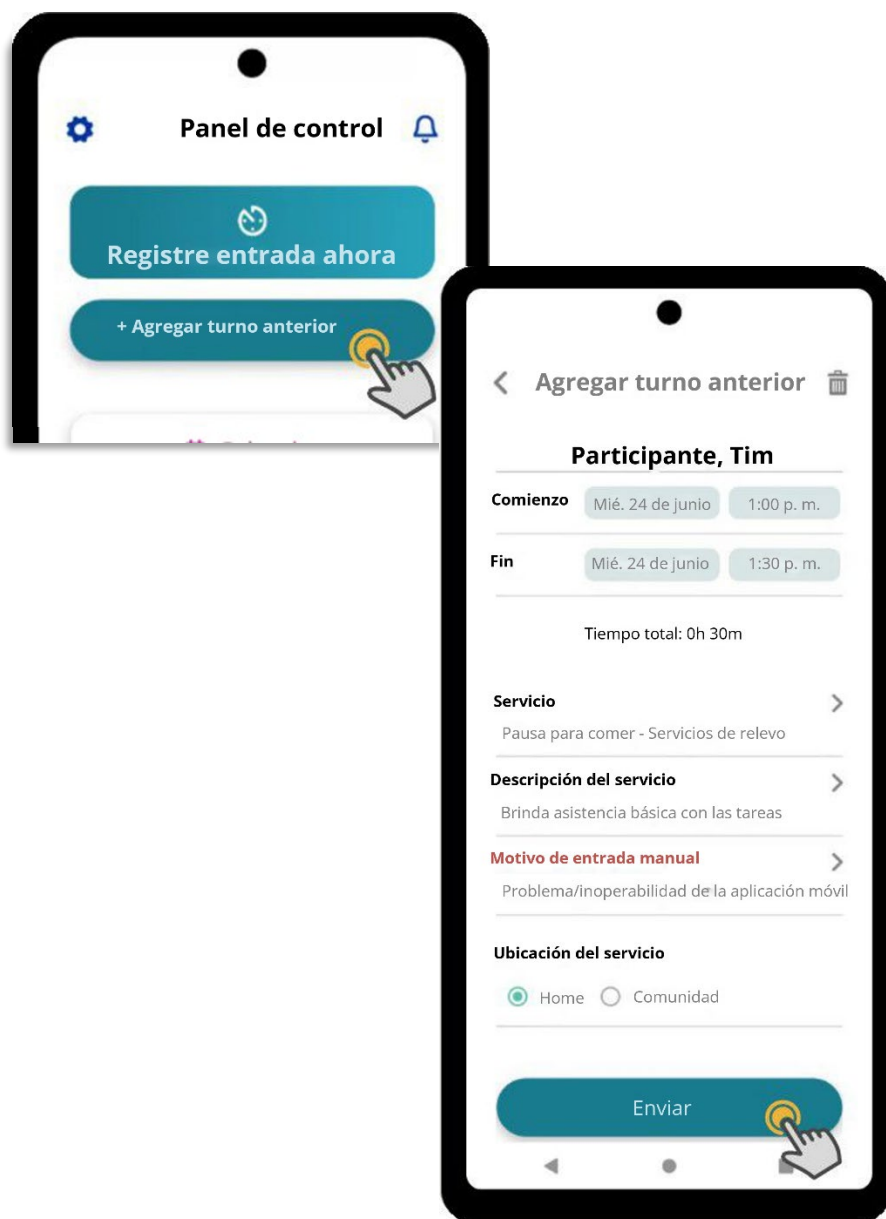 Panel de control
Registre entrada ahora
+ Agregar turno anterior
Agregar turno anterior
Participante, Tim
Comienzo Mié. 24 de junio 1:00 p. m.
Fin Mié. 24 de junio 1:30 p. m.
Tiempo total: 0h 30m
Servicio
Pausa para comer - Servicios de relevo
Descripción del servicio
Brinda asistencia básica con las tareas
Motivo de entrada manual
Problema/inoperabilidad de la aplicación móvil
Ubicación del servicio
Home Comunidad
Enviar